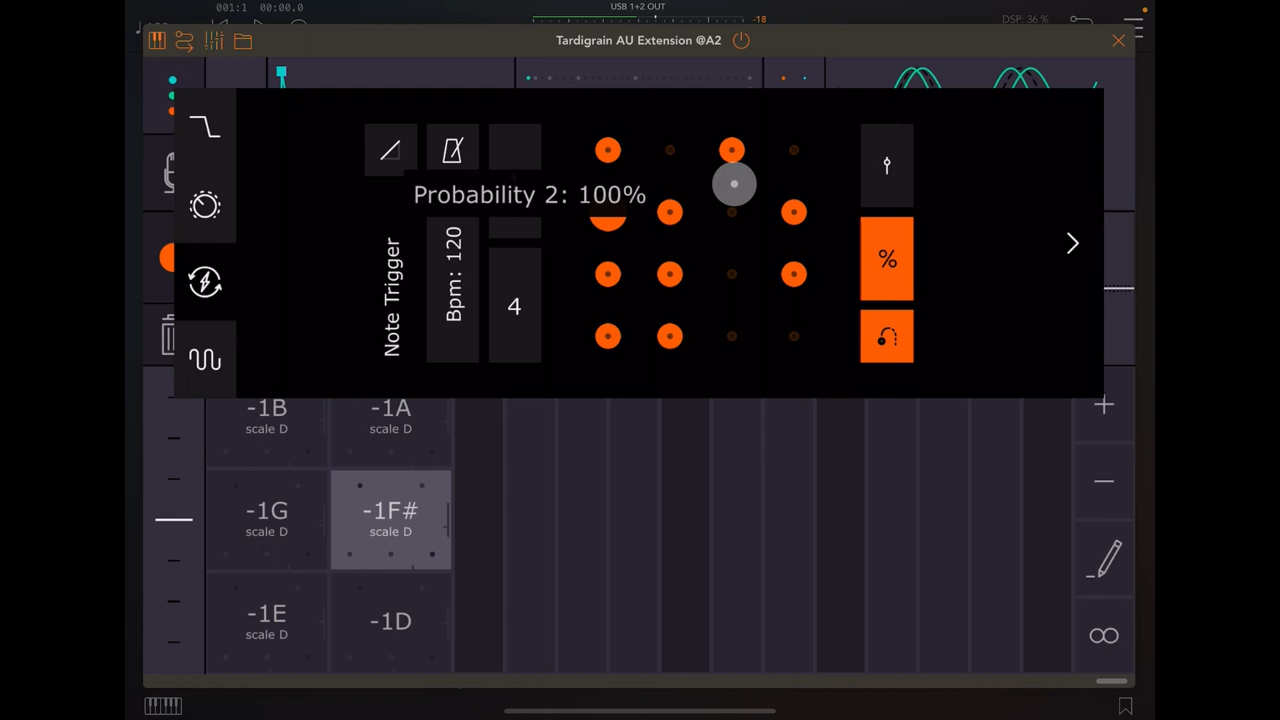 001:1 00:00.0
USB 1+2 OUT
-18
DSP: 36 %
Tardigrain AU Extension @A2
Probability 2: 100%
Note Trigger
Bpm: 120
4
%
-1B
scale D
-1A
scale D
-1G
scale D
-1F#
scale D
-1E
scale D
-1D